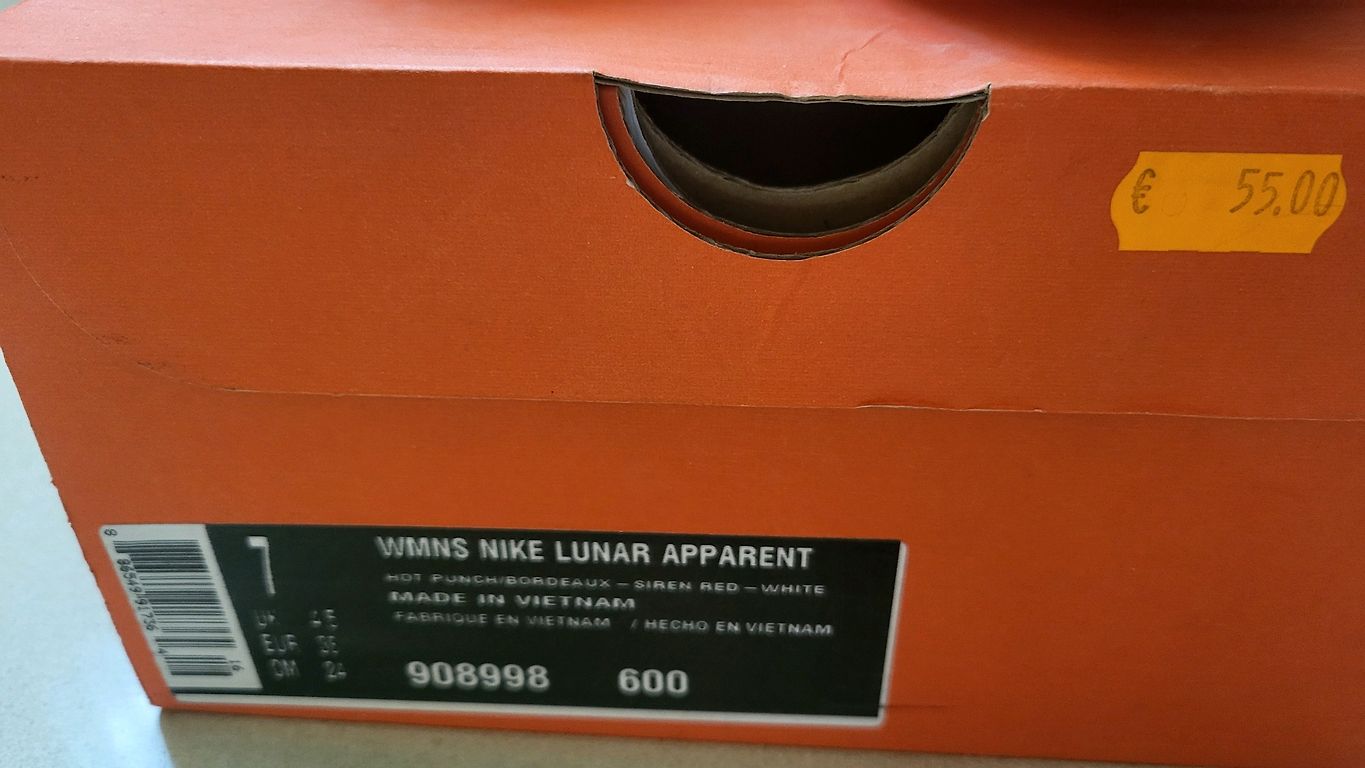 € 55.00
7
WMNS NIKE LUNAR APPARENT
HOT PUNCH/BORDEAUX – SIREN RED – WHITE
MADE IN VIETNAM
FABRIQUE EN VIETNAM / HECHO EN VIETNAM
UK 4.5
EUR 38
CM 24
908998 600